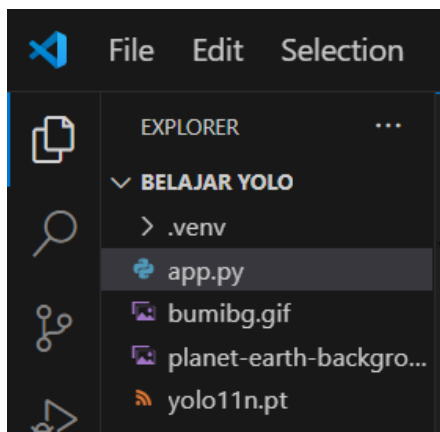 File Edit Selection
EXPLORER ...
BELAJAR YOLO
.venv
app.py
bumibg.gif
planet-earth-backgro...
yolo11n.pt